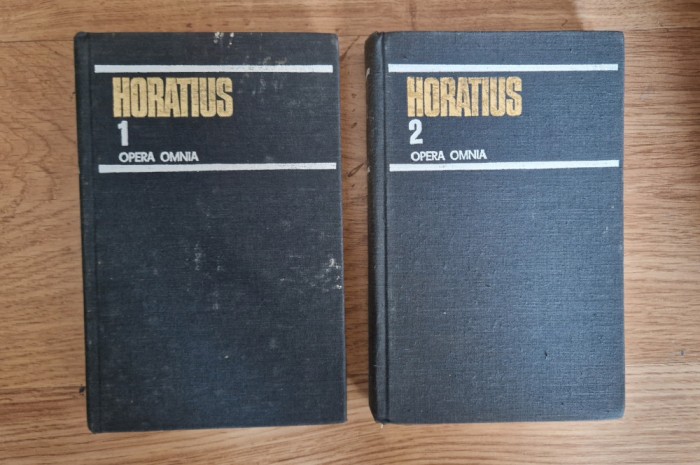 HORATIUS
1
OPERA OMNIA
HORATIUS
2
OPERA OMNIA